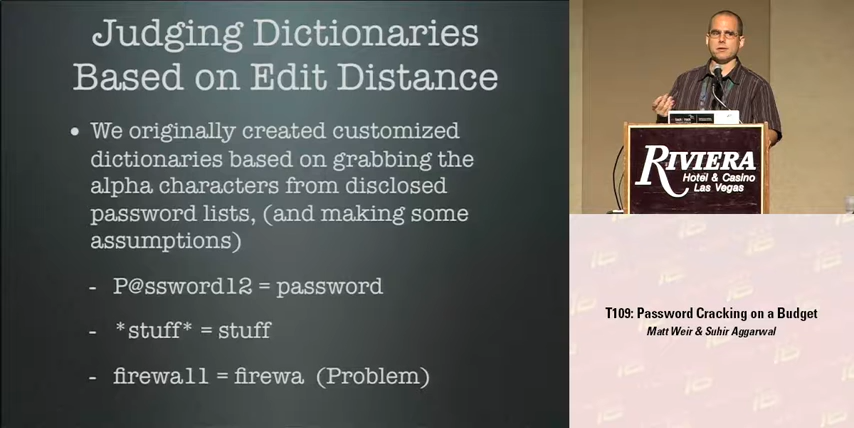 Judging Dictionaries
Based on Edit Distance
• We originally created customized
dictionaries based on grabbing the
alpha characters from disclosed
password lists, (and making some
assumptions)
- P@ssword12 = password
- *stuff* = stuff
- firewa11 = firewa (Problem)
RIVIERA
Hotel & Casino
Las Vegas
T109: Password Cracking on a Budget
Matt Weir & Suhir Aggarwal